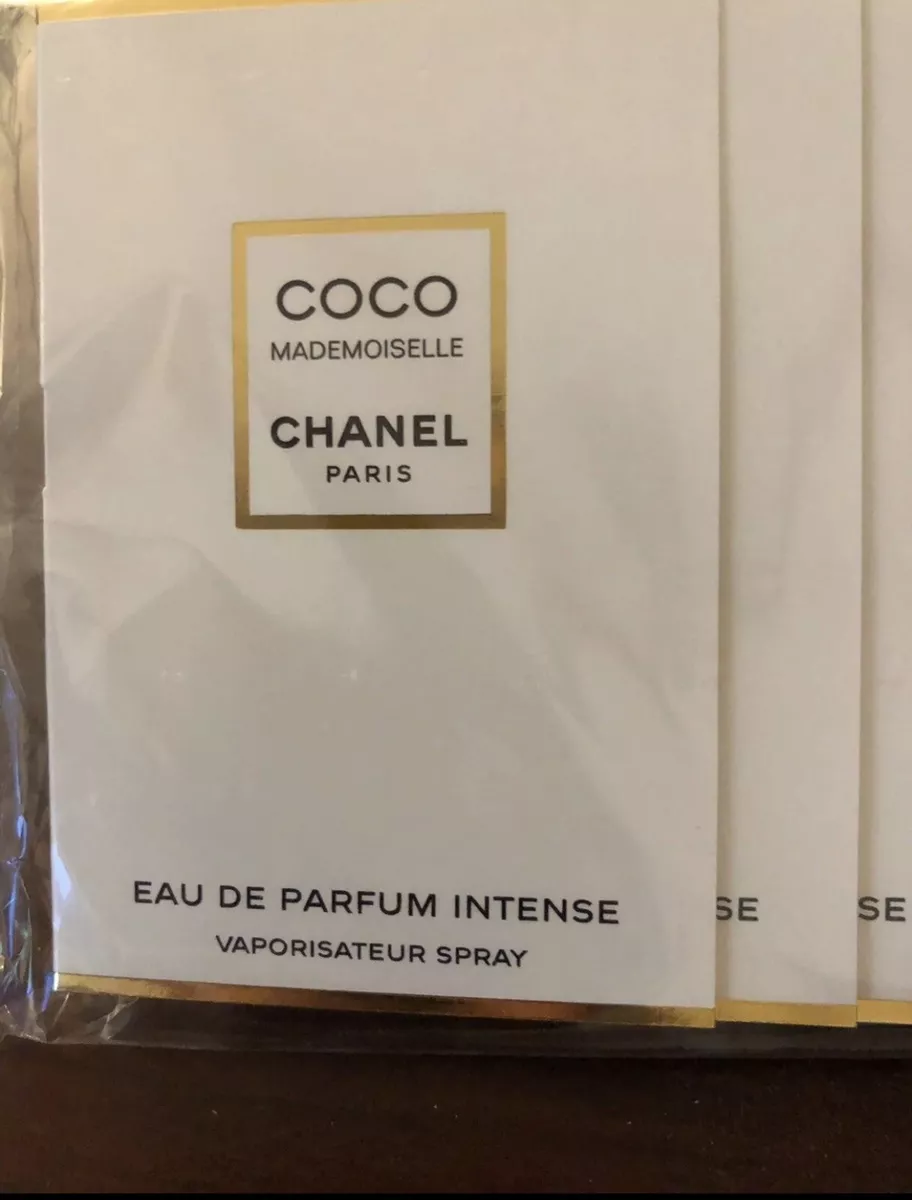 COCO
MADEMOISELLE
CHANEL
PARIS
EAU DE PARFUM INTENSE
VAPORISATEUR SPRAY
SE
SE